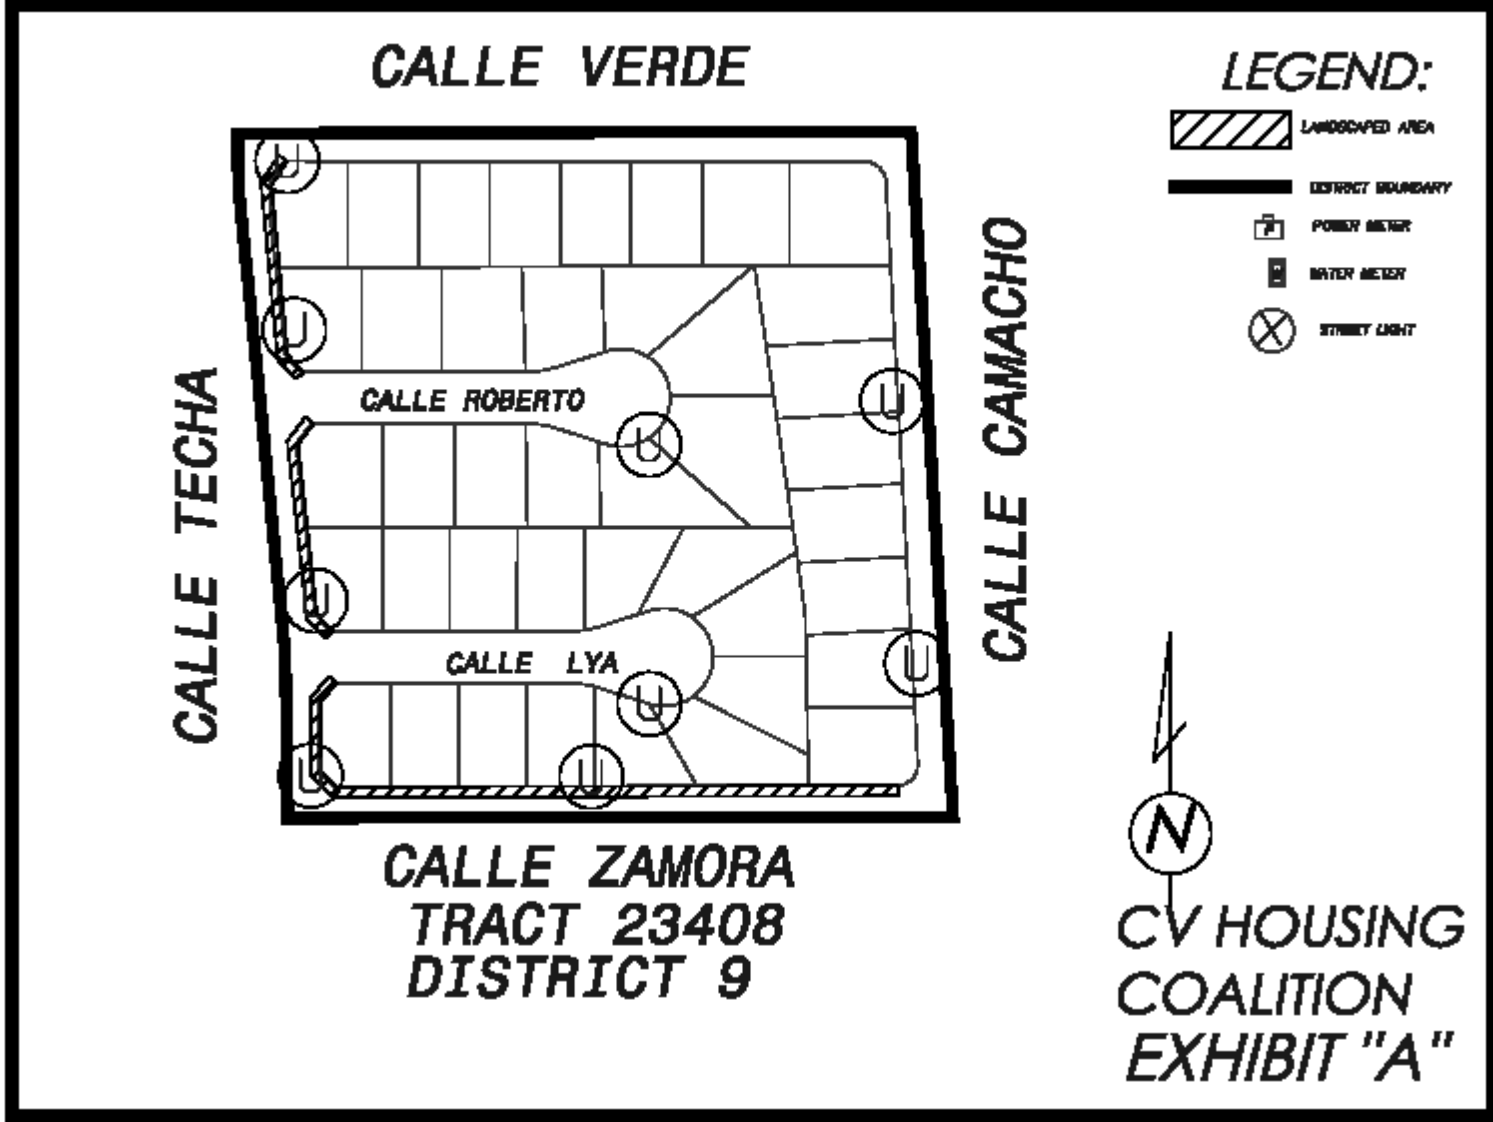 CALLE VERDE
LEGEND:
LANDSCAPED AREA
DISTRICT BOUNDARY
POWER METER
WATER METER
STREET LIGHT
CALLE TECHA
CALLE CAMACHO
CALLE ROBERTO
CALLE LYA
U
U
U
U
U
U
U
U
U
N
CALLE ZAMORA
TRACT 23408
DISTRICT 9
CV HOUSING
COALITION
EXHIBIT "A"